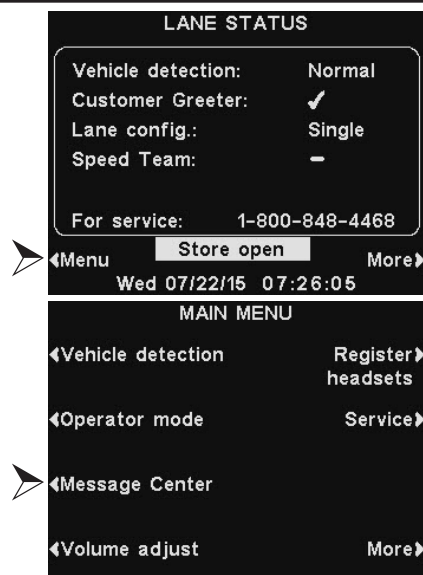 LANE STATUS
Vehicle detection: Normal
Customer Greeter: ✓
Lane config.: Single
Speed Team: –
For service: 1-800-848-4468
Store open
Menu More
Wed 07/22/15 07:26:05
MAIN MENU
Vehicle detection Register
headsets
Operator mode Service
Message Center
Volume adjust More